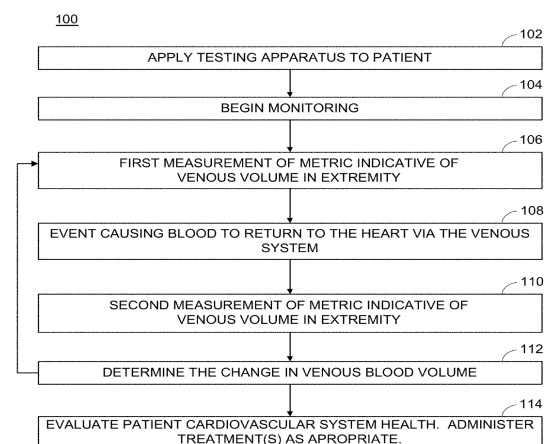 100
102
APPLY TESTING APPARATUS TO PATIENT
104
BEGIN MONITORING
106
FIRST MEASUREMENT OF METRIC INDICATIVE OF
VENOUS VOLUME IN EXTREMITY
108
EVENT CAUSING BLOOD TO RETURN TO THE HEART VIA THE VENOUS
SYSTEM
110
SECOND MEASUREMENT OF METRIC INDICATIVE OF
VENOUS VOLUME IN EXTREMITY
112
DETERMINE THE CHANGE IN VENOUS BLOOD VOLUME
114
EVALUATE PATIENT CARDIOVASCULAR SYSTEM HEALTH. ADMINISTER
TREATMENT(S) AS APROPRIATE.